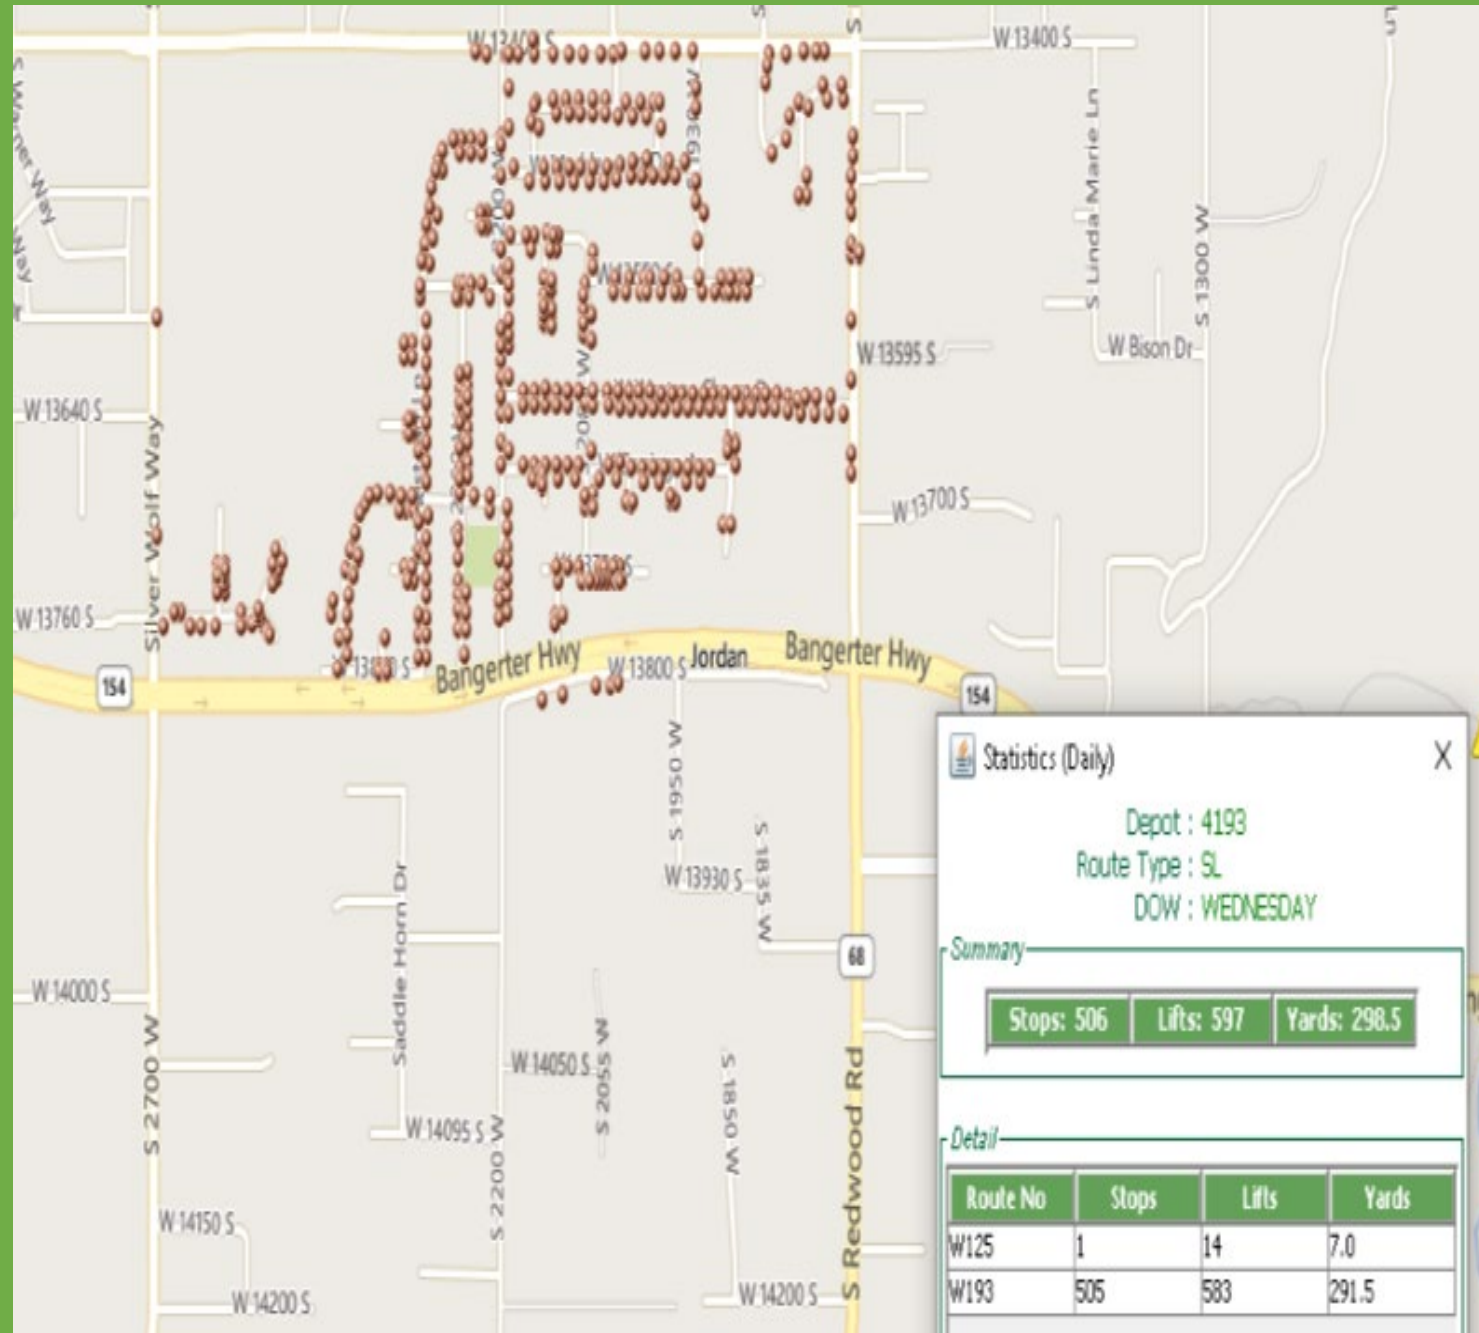 W 13400 S
W 13400 S
S Linda Marie Ln
S 1300 W
W 13595 S
W Bison Dr
W 13640 S
Silver Wolf Way
W 13700 S
W 13760 S
Bangerter Hwy
W 13800 S
Jordan
Bangerter Hwy
154
154
S 1950 W
S 1835 W
W 13930 S
Saddle Horn Dr
68
W 14000 S
S 2700 W
W 14050 S
S 2055 W
S 1850 W
W 14095 S
S 2200 W
S Redwood Rd
W 14150 S
W 14200 S
W 14200 S
Statistics (Daily)
X
Depot : 4193
Route Type : SL
DOW : WEDNESDAY
Summary
Stops: 506 Lifts: 597 Yards: 298.5
Detail
Route No Stops Lifts Yards
W125 1 14 7.0
W193 505 583 291.5